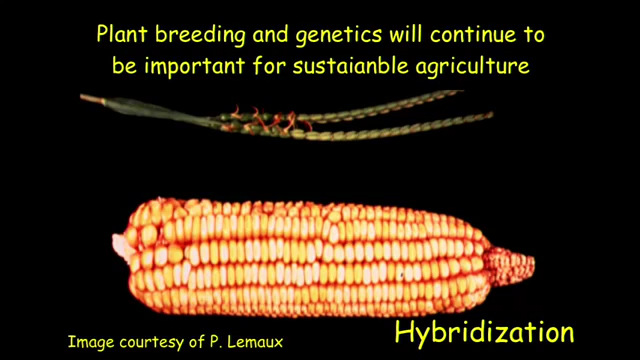 Plant breeding and genetics will continue to
be important for sustaianble agriculture
Hybridization
Image courtesy of P. Lemaux